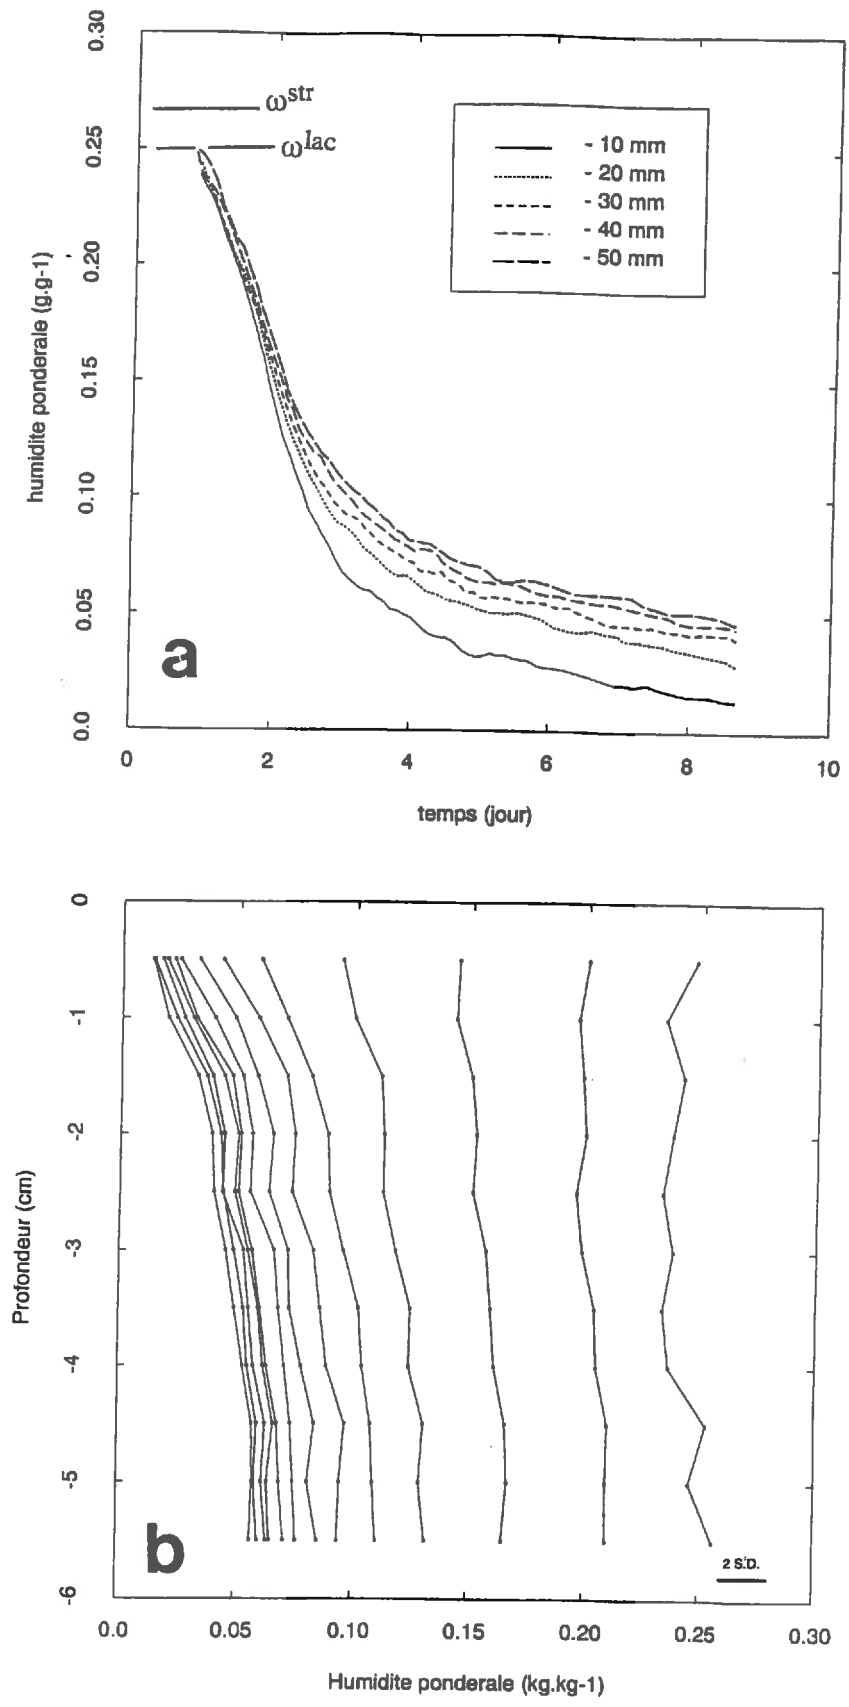 0.30
0.25
0.20
0.15
0.10
0.05
0.0
humidite ponderale (g.g-1)
ω^str
ω^lac
- 10 mm
- 20 mm
- 30 mm
- 40 mm
- 50 mm
a
0 2 4 6 8 10
temps (jour)
0
-1
-2
-3
-4
-5
-6
Profondeur (cm)
b
2 S.D.
0.0 0.05 0.10 0.15 0.20 0.25 0.30
Humidite ponderale (kg.kg-1)